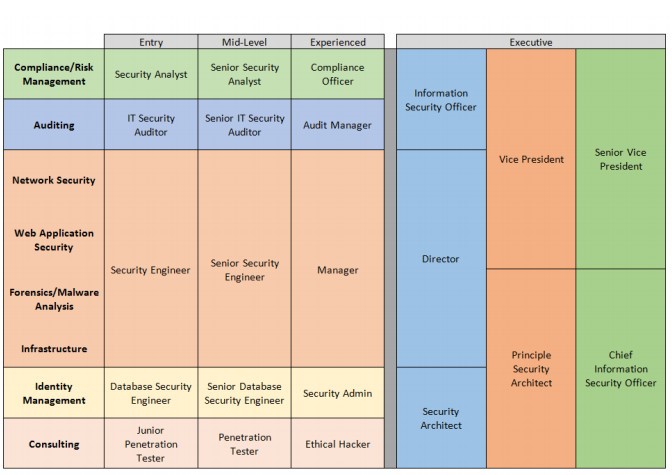 Entry
Mid-Level
Experienced
Executive
Compliance/Risk
Management
Security Analyst
Senior Security
Analyst
Compliance
Officer
Information
Security Officer
Auditing
IT Security
Auditor
Senior IT Security
Auditor
Audit Manager
Vice President
Senior Vice
President
Network Security
Web Application
Security
Forensics/Malware
Analysis
Infrastructure
Security Engineer
Senior Security
Engineer
Manager
Director
Principle
Security
Architect
Chief
Information
Security Officer
Identity
Management
Database Security
Engineer
Senior Database
Security Engineer
Security Admin
Security
Architect
Consulting
Junior
Penetration
Tester
Penetration
Tester
Ethical Hacker